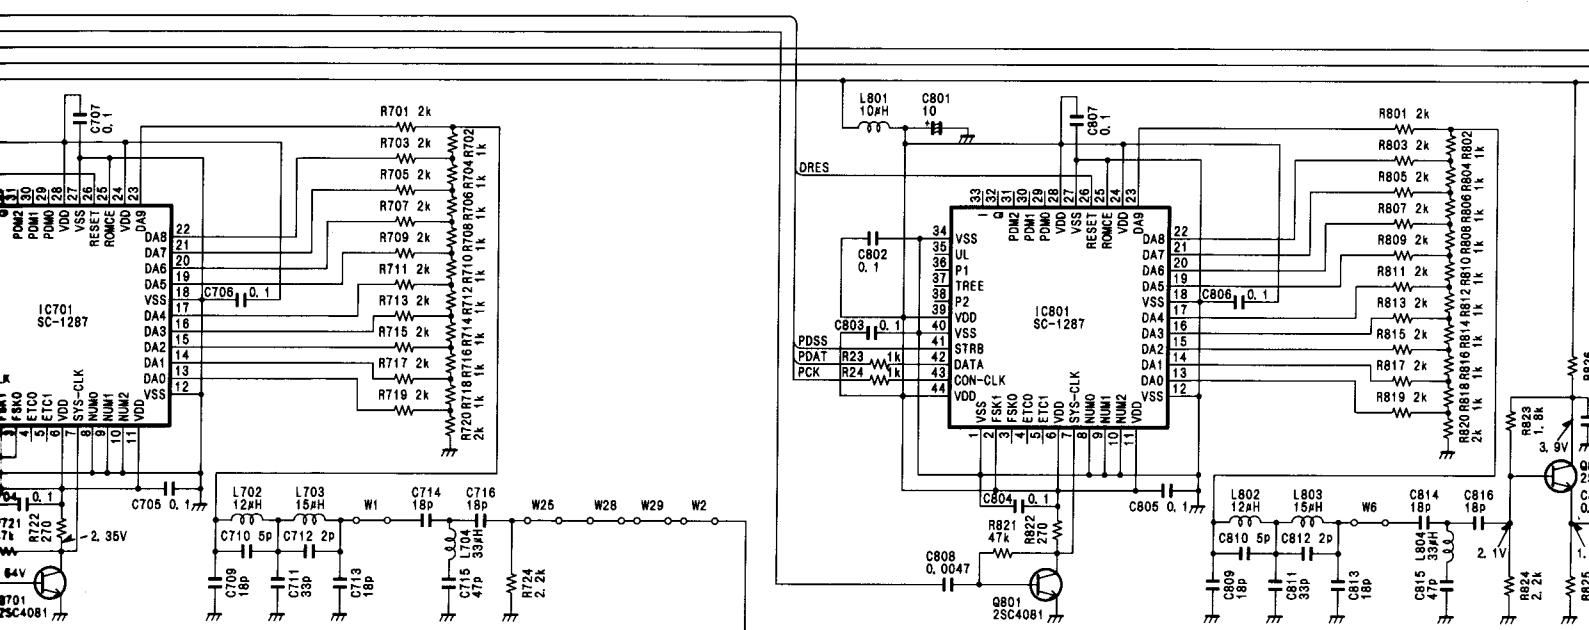 C707
0.1
R701 2k
R702
1k
R703 2k
R704
1k
R705 2k
R706
1k
R707 2k
R708
1k
R709 2k
R710
1k
R711 2k
R712
1k
R713 2k
R714
1k
R715 2k
R716
1k
R717 2k
R718
1k
R719 2k
R720
2k
31
30
29
28
27
26
25
24
23
PDM2
PDM1
PDM0
VDD
VSS
RESET
ROMCE
VDD
DA9
DA8 22
DA7 21
DA6 20
DA5 19
VSS 18
DA4 17
DA3 16
DA2 15
DA1 14
DA0 13
VSS 12
C706 0.1
IC701
SC-1287
FSK0
ETC0
ETC1
VDD
SYS-CLK
NUM0
NUM1
NUM2
VDD
3
4
5
6
7
8
9
10
11
0.1
C705 0.1
R722
270
2.35V
2SC4081
L702
12μH
L703
15μH
C710 5p
C712 2p
C709
18p
C711
33p
C713
18p
W1
C714
18p
C716
18p
L704
33μH
C715
47p
R724
2.2k
W25
W28
W29
W2
DRES
PDSS
PDAT
PCK
R23 1k
R24 1k
L801
10μH
C801
10
C807
0.1
C802
0.1
C803 0.1
33
32
31
30
29
28
27
26
25
24
23
I
Q
PDM2
PDM1
PDM0
VDD
VSS
RESET
ROMCE
VDD
DA9
34 VSS
35 UL
36 P1
37 TREE
38 P2
39 VDD
40 VSS
41 STRB
42 DATA
43 CON-CLK
44 VDD
IC801
SC-1287
DA8 22
DA7 21
DA6 20
DA5 19
VSS 18
DA4 17
DA3 16
DA2 15
DA1 14
DA0 13
VSS 12
C806 0.1
VSS
FSK1
FSK0
ETC0
ETC1
VDD
SYS-CLK
NUM0
NUM1
NUM2
VDD
1
2
3
4
5
6
7
8
9
10
11
C804 0.1
C805 0.1
R821
47k
R822
270
C808
0.0047
Q801
2SC4081
R801 2k
R802
1k
R803 2k
R804
1k
R805 2k
R806
1k
R807 2k
R808
1k
R809 2k
R810
1k
R811 2k
R812
1k
R813 2k
R814
1k
R815 2k
R816
1k
R817 2k
R818
1k
R819 2k
R820
2k
L802
12μH
L803
15μH
C810 5p
C812 2p
C809
18p
C811
33p
C813
18p
W6
C814
18p
C816
18p
L804
33μH
C815
47p
2.1V
R824
2.2k
R823
1.8k
3.9V
R825